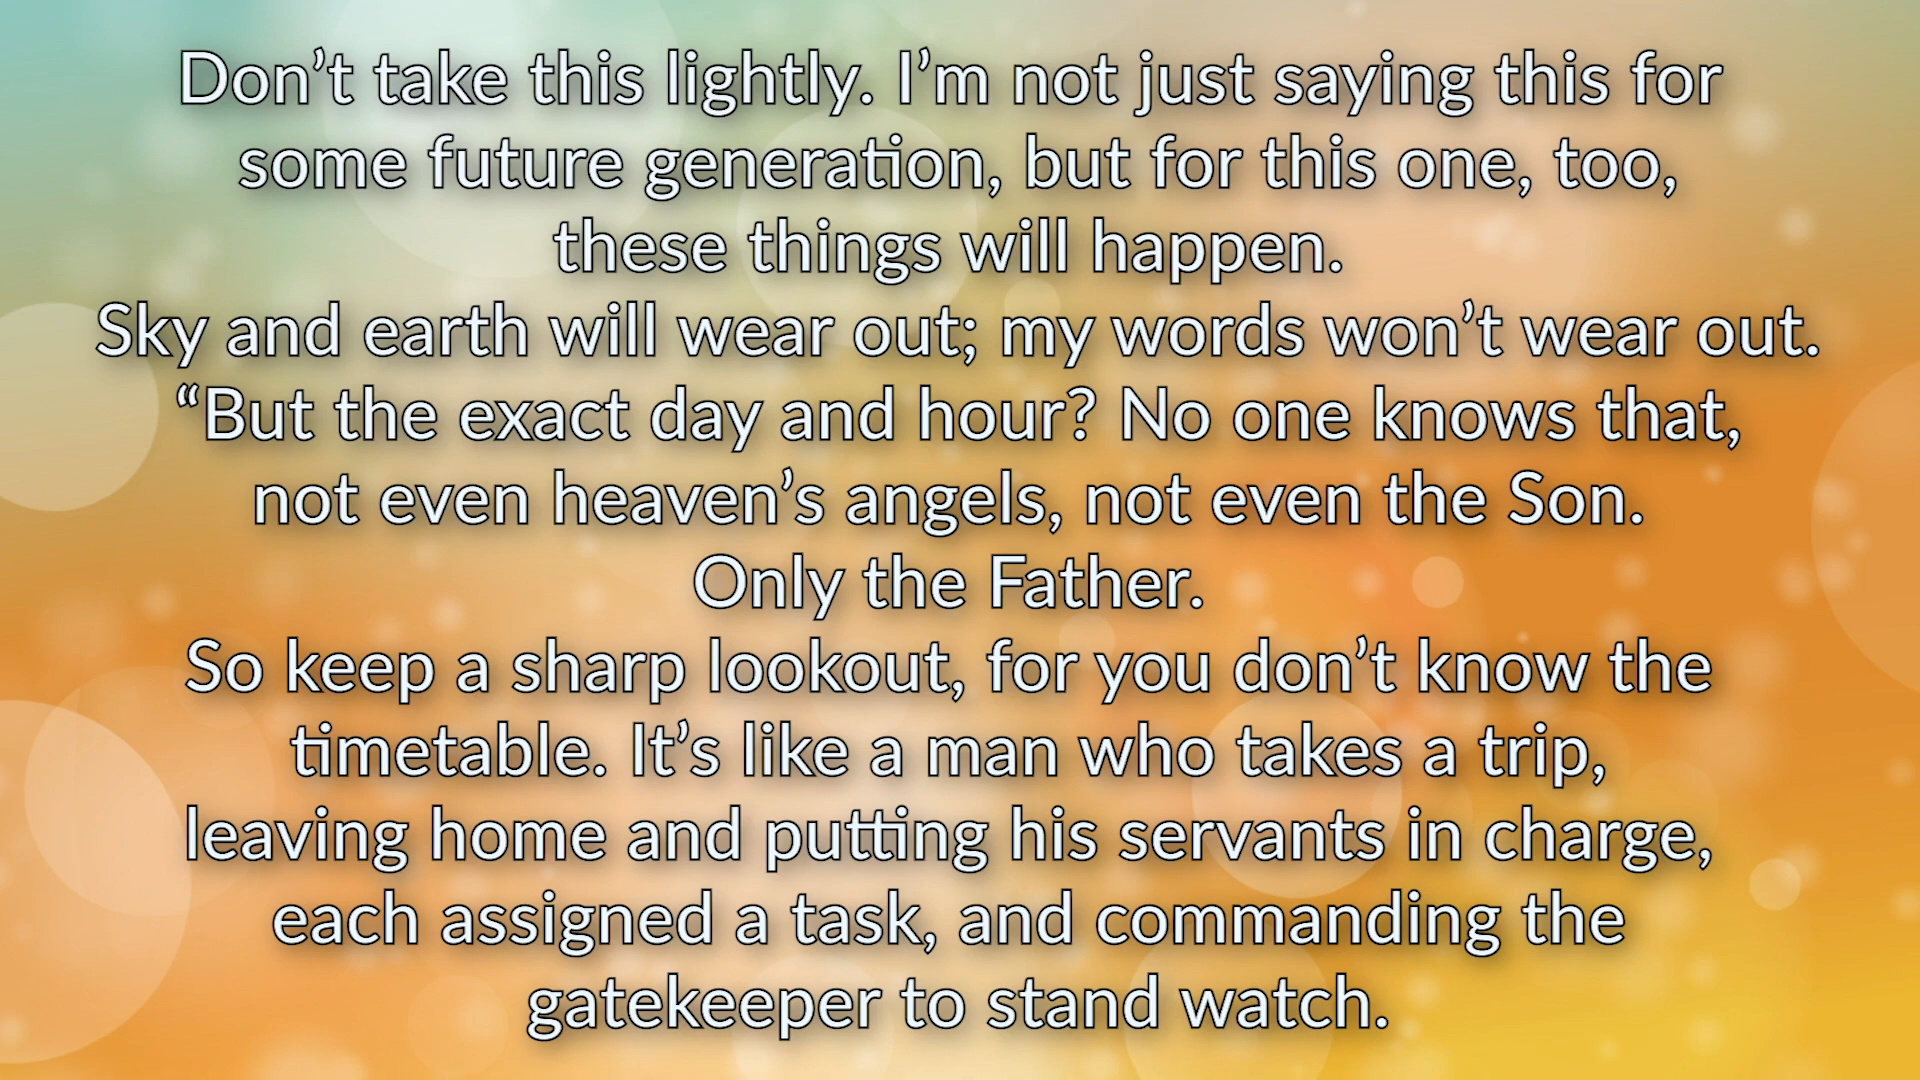 Don’t take this lightly. I’m not just saying this for
some future generation, but for this one, too,
these things will happen.
Sky and earth will wear out; my words won’t wear out.
“But the exact day and hour? No one knows that,
not even heaven’s angels, not even the Son.
Only the Father.
So keep a sharp lookout, for you don’t know the
timetable. It’s like a man who takes a trip,
leaving home and putting his servants in charge,
each assigned a task, and commanding the
gatekeeper to stand watch.